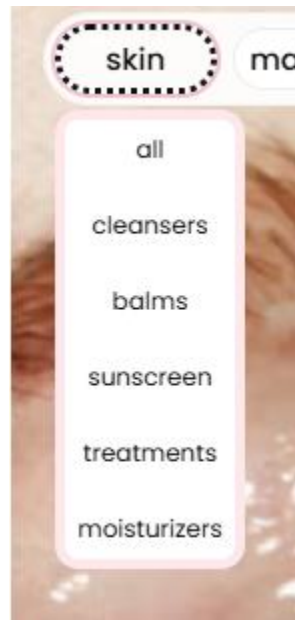 skin
all
cleansers
balms
sunscreen
treatments
moisturizers